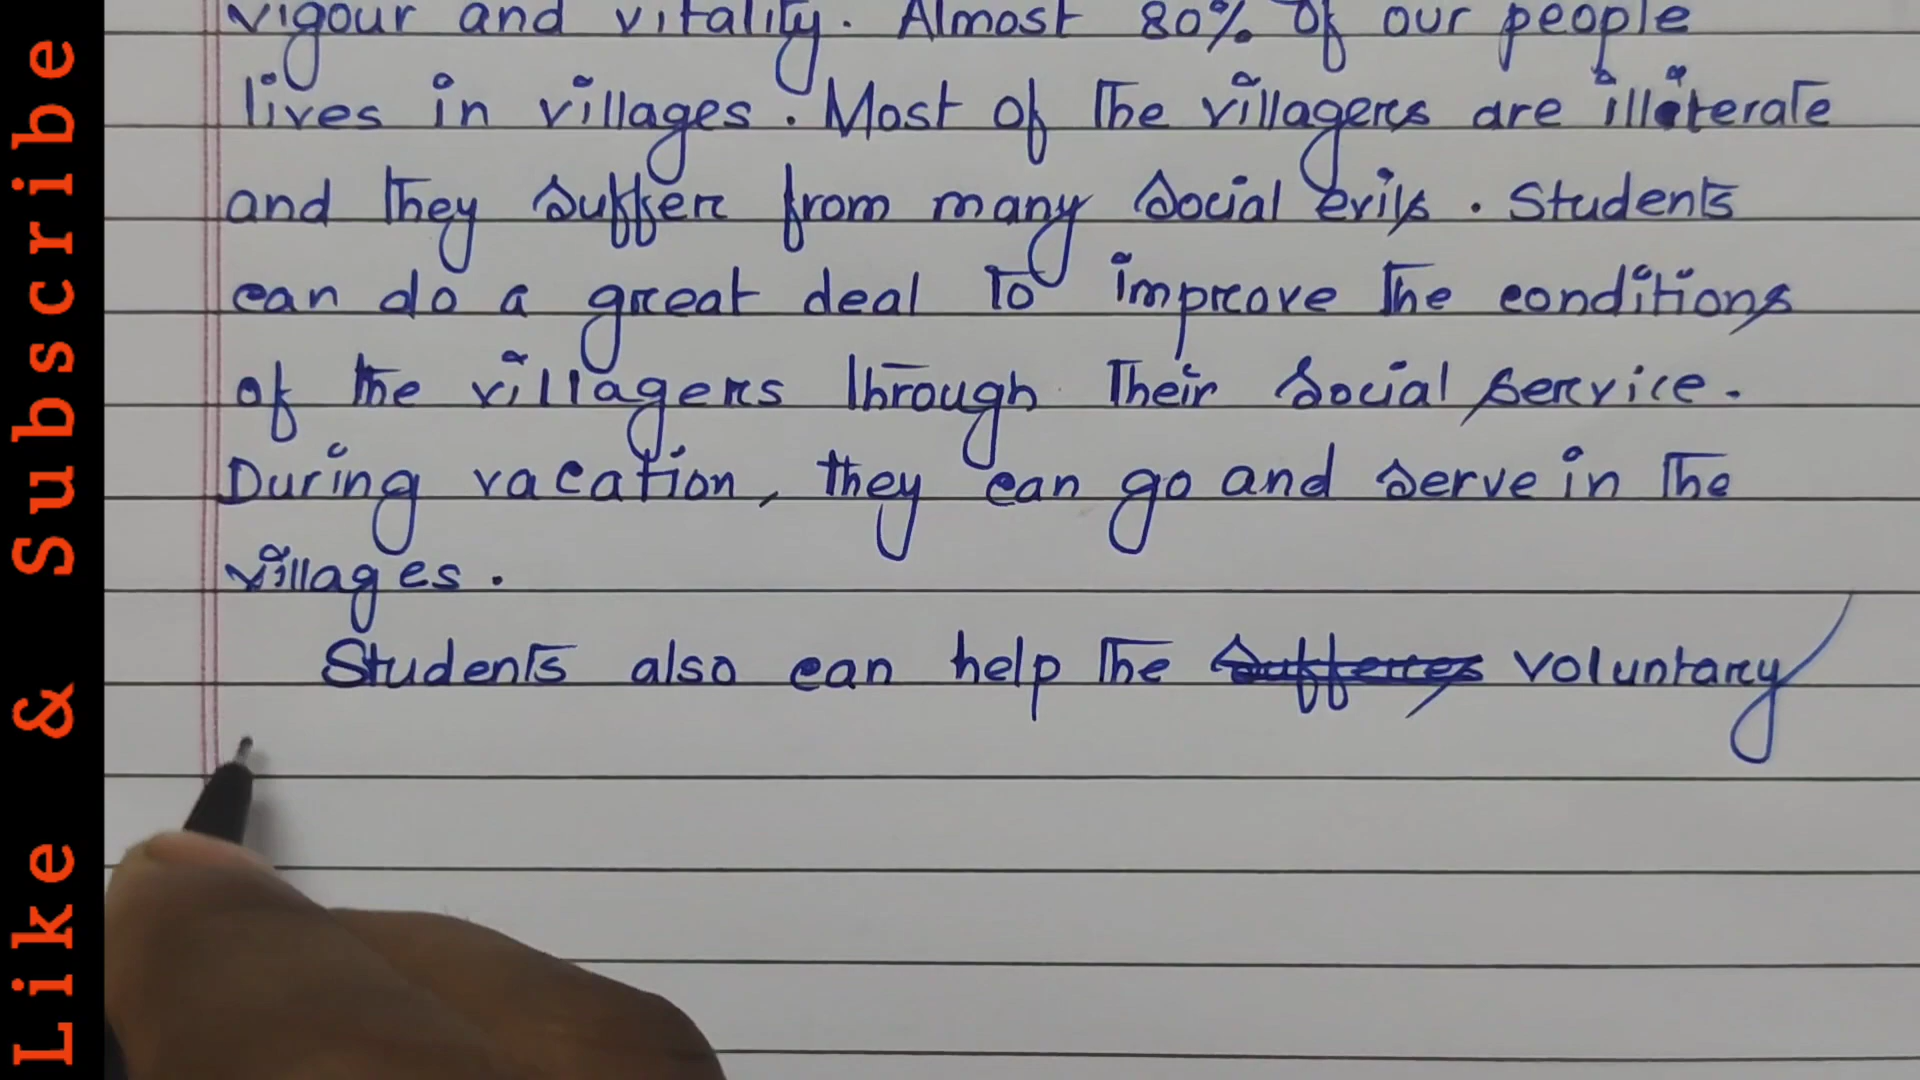 vigour and vitality. Almost 80% of our people
lives in villages. Most of the villagers are illiterate
and they suffer from many social evils. Students
can do a great deal to improve the conditions
of the villagers through their social service.
During vacation, they can go and serve in the
villages.
Students also can help the voluntary
Like & Subscribe